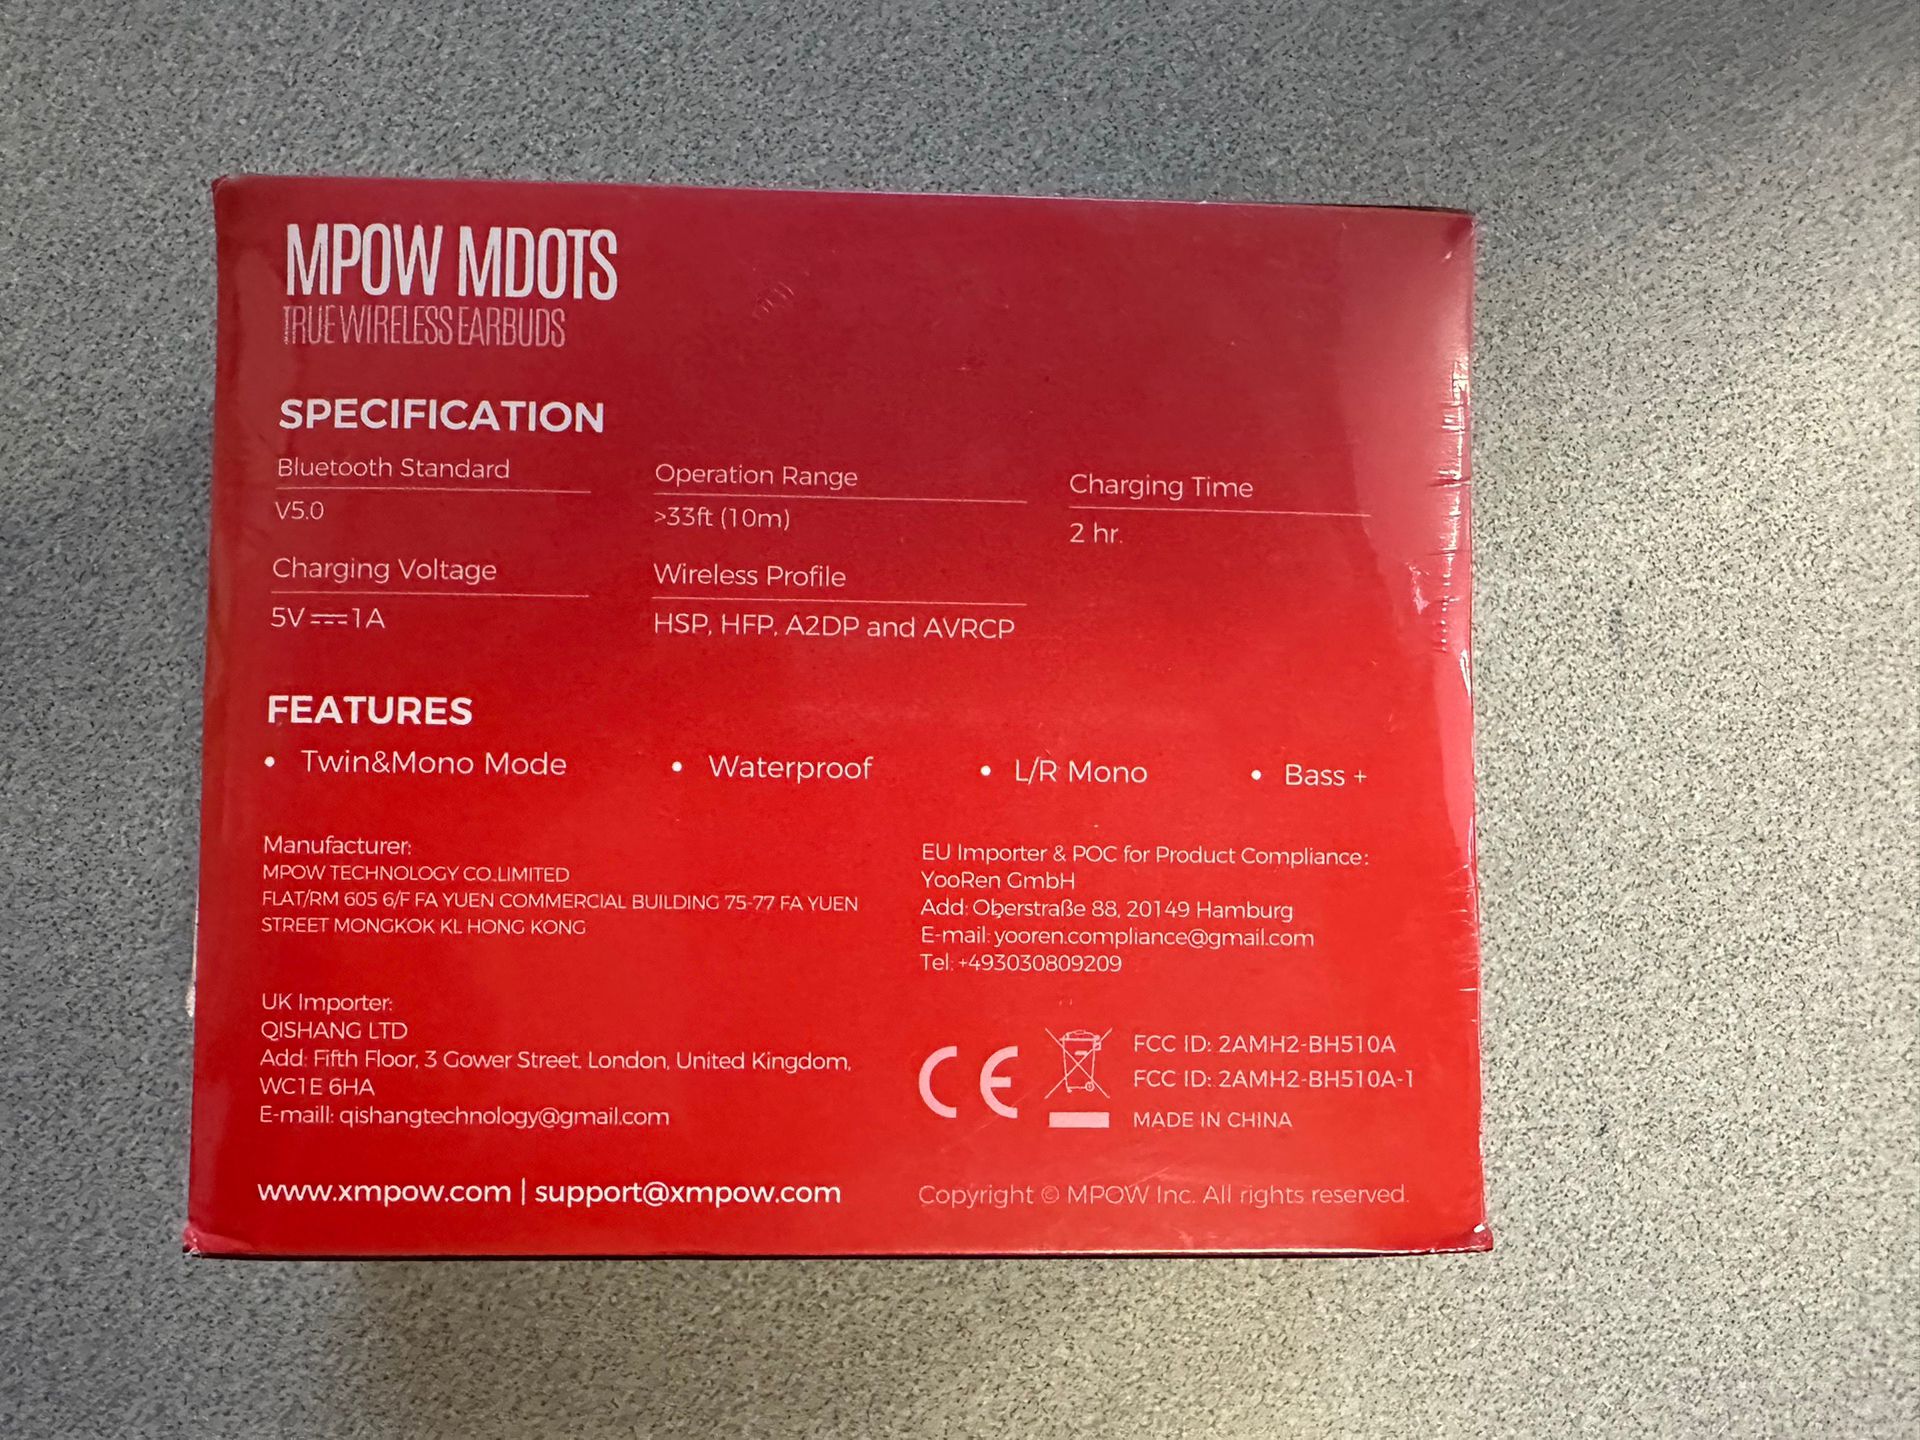 MPOW MDOTS
TRUE WIRELESS EARBUDS
SPECIFICATION
Bluetooth Standard
V5.0
Operation Range
>33ft (10m)
Charging Time
2 hr.
Charging Voltage
5V⎓1A
Wireless Profile
HSP, HFP, A2DP and AVRCP
FEATURES
• Twin&Mono Mode • Waterproof • L/R Mono • Bass +
Manufacturer:
MPOW TECHNOLOGY CO.,LIMITED
FLAT/RM 605 6/F FA YUEN COMMERCIAL BUILDING 75-77 FA YUEN
STREET MONGKOK KL HONG KONG
EU Importer & POC for Product Compliance:
YooRen GmbH
Add: Oberstraße 88, 20149 Hamburg
E-mail: yooren.compliance@gmail.com
Tel: +493030809209
UK Importer:
QISHANG LTD
Add: Fifth Floor, 3 Gower Street, London, United Kingdom,
WC1E 6HA
E-maill: qishangtechnology@gmail.com
CE
FCC ID: 2AMH2-BH510A
FCC ID: 2AMH2-BH510A-1
MADE IN CHINA
www.xmpow.com | support@xmpow.com
Copyright © MPOW Inc. All rights reserved.